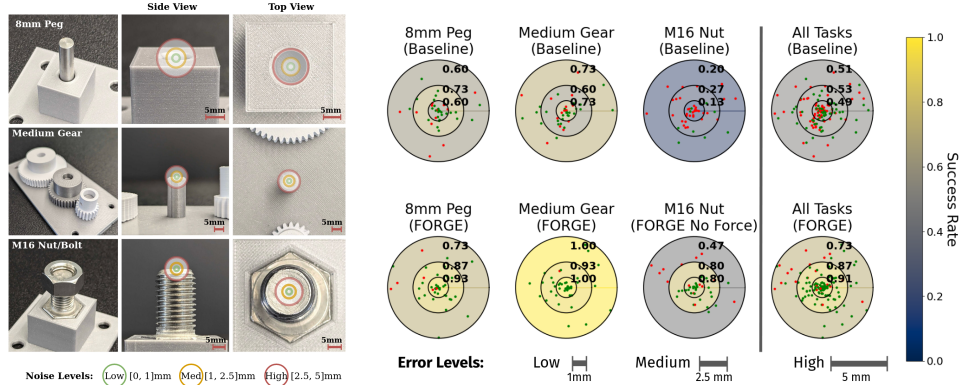 Side View
Top View
8mm Peg
5mm
5mm
Medium Gear
5mm
5mm
M16 Nut/Bolt
5mm
5mm
Noise Levels: Low [0, 1]mm Med [1, 2.5]mm High [2.5, 5]mm
8mm Peg
(Baseline)
0.60
0.73
0.60
Medium Gear
(Baseline)
0.73
0.60
0.73
M16 Nut
(Baseline)
0.20
0.27
0.13
All Tasks
(Baseline)
0.51
0.53
0.49
8mm Peg
(FORGE)
0.73
0.87
0.93
Medium Gear
(FORGE)
1.00
0.93
1.00
M16 Nut
(FORGE No Force)
0.47
0.80
0.80
All Tasks
(FORGE)
0.73
0.87
0.91
Error Levels: Low 1mm Medium 2.5 mm High 5 mm
1.0
0.8
0.6
0.4
0.2
0.0
Success Rate